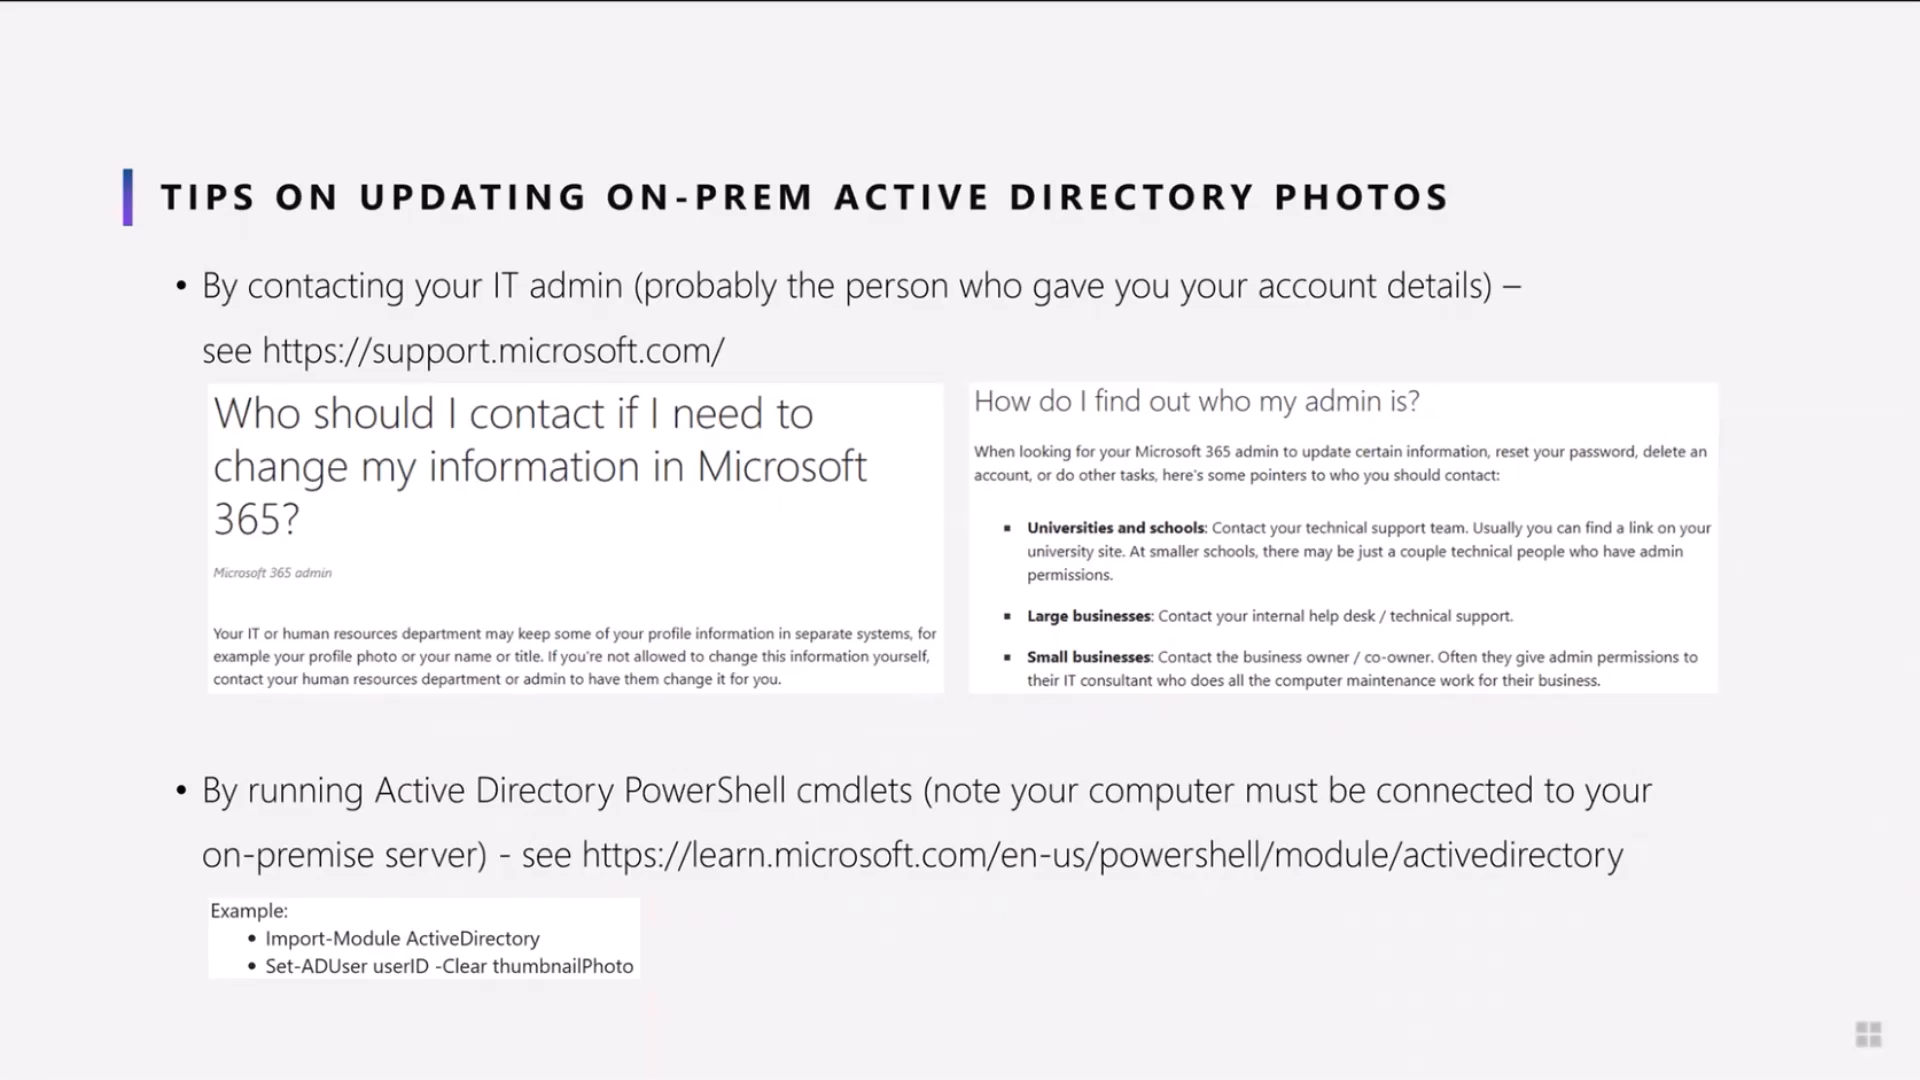 TIPS ON UPDATING ON-PREM ACTIVE DIRECTORY PHOTOS
• By contacting your IT admin (probably the person who gave you your account details) –
see https://support.microsoft.com/
Who should I contact if I need to
change my information in Microsoft
365?
Microsoft 365 admin
Your IT or human resources department may keep some of your profile information in separate systems, for
example your profile photo or your name or title. If you're not allowed to change this information yourself,
contact your human resources department or admin to have them change it for you.
How do I find out who my admin is?
When looking for your Microsoft 365 admin to update certain information, reset your password, delete an
account, or do other tasks, here's some pointers to who you should contact:
▪ Universities and schools: Contact your technical support team. Usually you can find a link on your
university site. At smaller schools, there may be just a couple technical people who have admin
permissions.
▪ Large businesses: Contact your internal help desk / technical support.
▪ Small businesses: Contact the business owner / co-owner. Often they give admin permissions to
their IT consultant who does all the computer maintenance work for their business.
• By running Active Directory PowerShell cmdlets (note your computer must be connected to your
on-premise server) - see https://learn.microsoft.com/en-us/powershell/module/activedirectory
Example:
• Import-Module ActiveDirectory
• Set-ADUser userID -Clear thumbnailPhoto